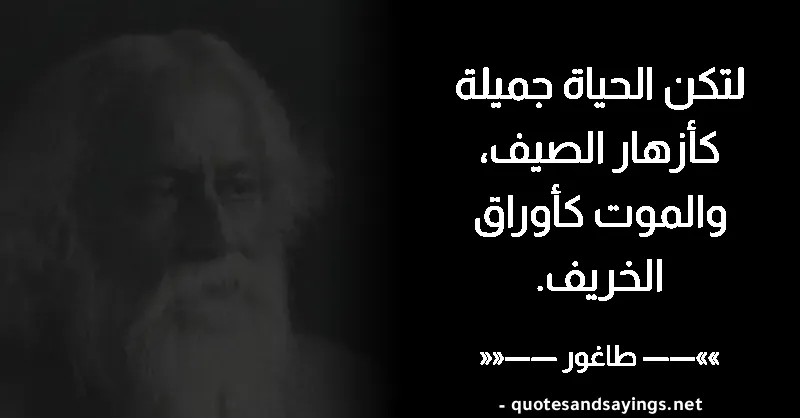 لتكن الحياة جميلة
كأزهار الصيف،
والموت كأوراق
الخريف.
»»—— طاغور ——««
- quotesandsayings.net